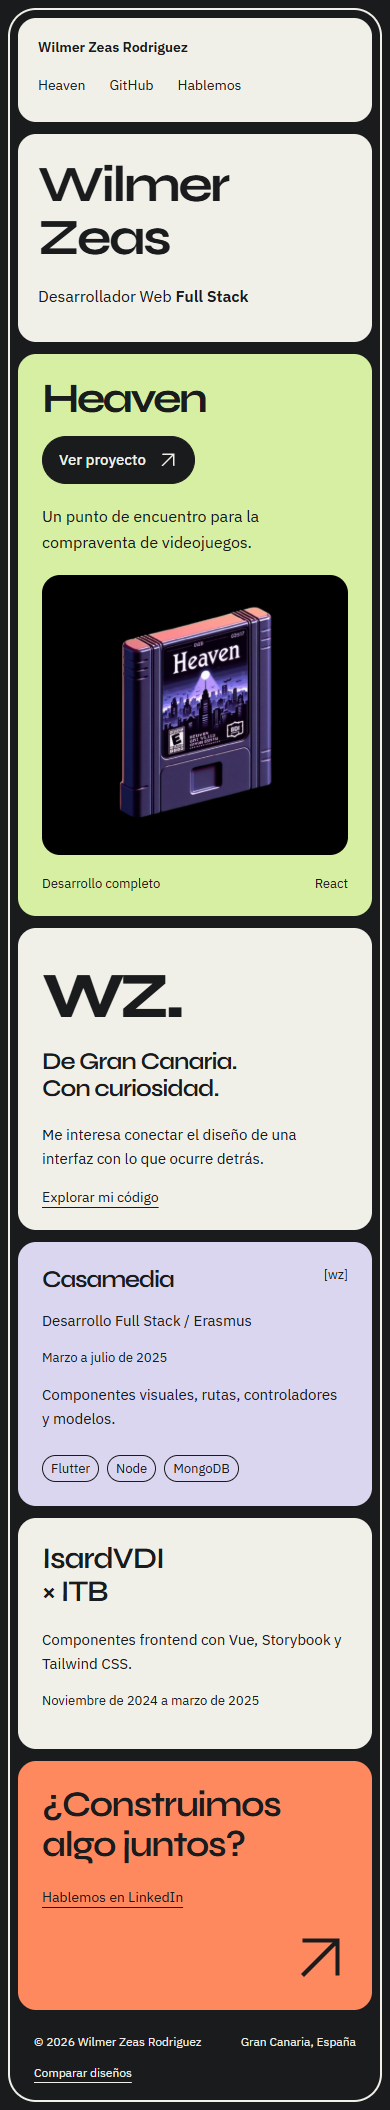 Wilmer Zeas Rodriguez
Heaven GitHub Hablemos
Wilmer
Zeas
Desarrollador Web Full Stack
Heaven
Ver proyecto
Un punto de encuentro para la
compraventa de videojuegos.
Heaven
Desarrollo completo React
wz.
De Gran Canaria.
Con curiosidad.
Me interesa conectar el diseño de una
interfaz con lo que ocurre detrás.
Explorar mi código
Casamedia [wz]
Desarrollo Full Stack / Erasmus
Marzo a julio de 2025
Componentes visuales, rutas, controladores
y modelos.
Flutter Node MongoDB
IsardVDI
× ITB
Componentes frontend con Vue, Storybook y
Tailwind CSS.
Noviembre de 2024 a marzo de 2025
¿Construimos
algo juntos?
Hablemos en LinkedIn
© 2026 Wilmer Zeas Rodriguez Gran Canaria, España
Comparar diseños